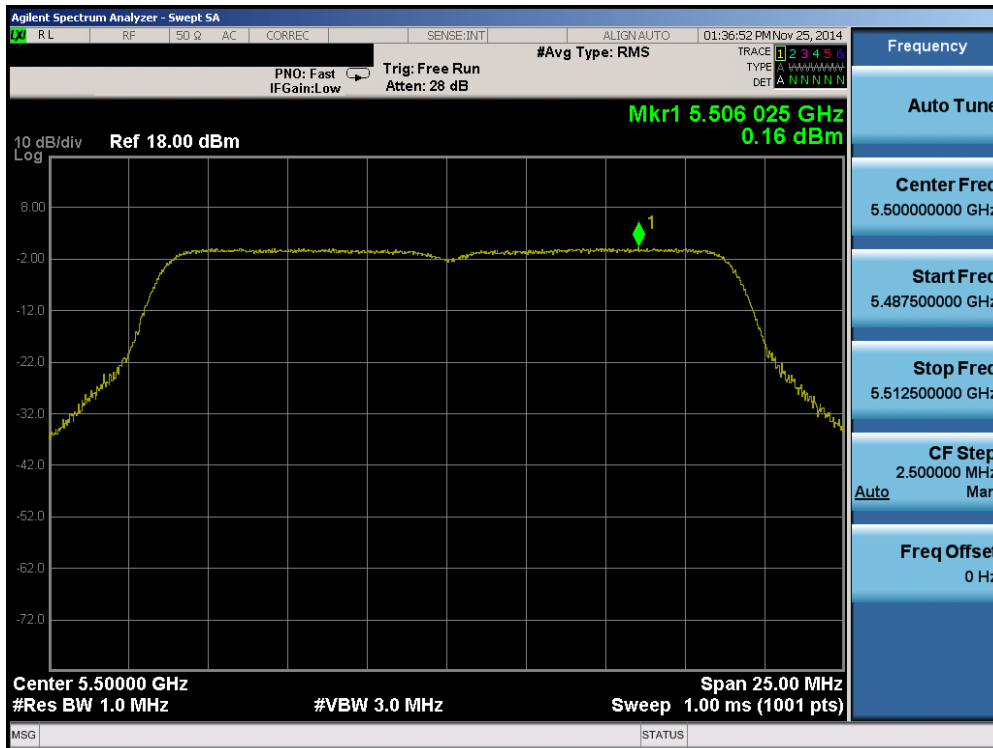 Agilent Spectrum Analyzer - Swept SA
LXI RL RF 50 Ω AC CORREC SENSE:INT ALIGN AUTO 01:36:52 PM Nov 25, 2014
#Avg Type: RMS TRACE 1 2 3 4 5 6
PNO: Fast Trig: Free Run TYPE A WWWWW
IFGain:Low Atten: 28 dB DET A N N N N N
Mkr1 5.506 025 GHz
0.16 dBm
10 dB/div Ref 18.00 dBm
Log
1
8.00
-2.00
-12.0
-22.0
-32.0
-42.0
-52.0
-62.0
-72.0
Center 5.50000 GHz Span 25.00 MHz
#Res BW 1.0 MHz #VBW 3.0 MHz Sweep 1.00 ms (1001 pts)
MSG STATUS
Frequency
Auto Tune
Center Freq
5.500000000 GHz
Start Freq
5.487500000 GHz
Stop Freq
5.512500000 GHz
CF Step
2.500000 MHz
Auto Man
Freq Offset
0 Hz